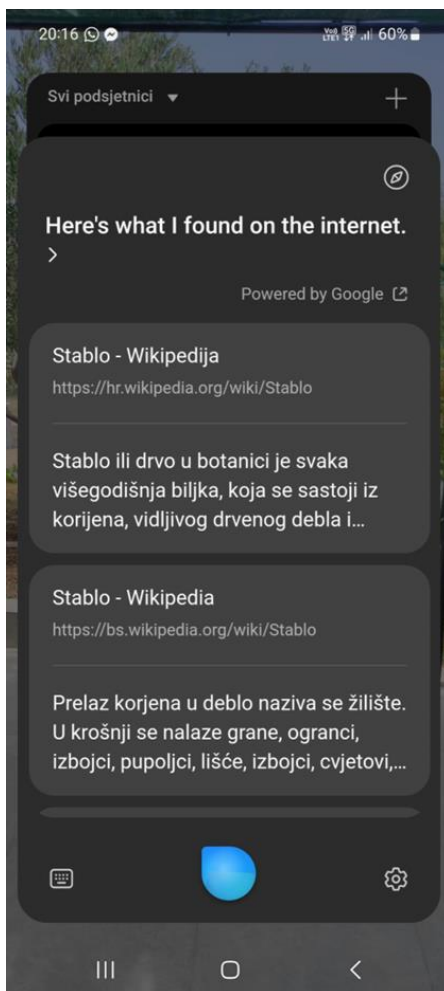 20:16
Vo)) LTE1 5G 60%
Svi podsjetnici
Here's what I found on the internet.
Powered by Google
Stablo - Wikipedija
https://hr.wikipedia.org/wiki/Stablo
Stablo ili drvo u botanici je svaka
višegodišnja biljka, koja se sastoji iz
korijena, vidljivog drvenog debla i...
Stablo - Wikipedia
https://bs.wikipedia.org/wiki/Stablo
Prelaz korjena u deblo naziva se žilište.
U krošnji se nalaze grane, ogranci,
izbojci, pupoljci, lišće, izbojci, cvjetovi,...